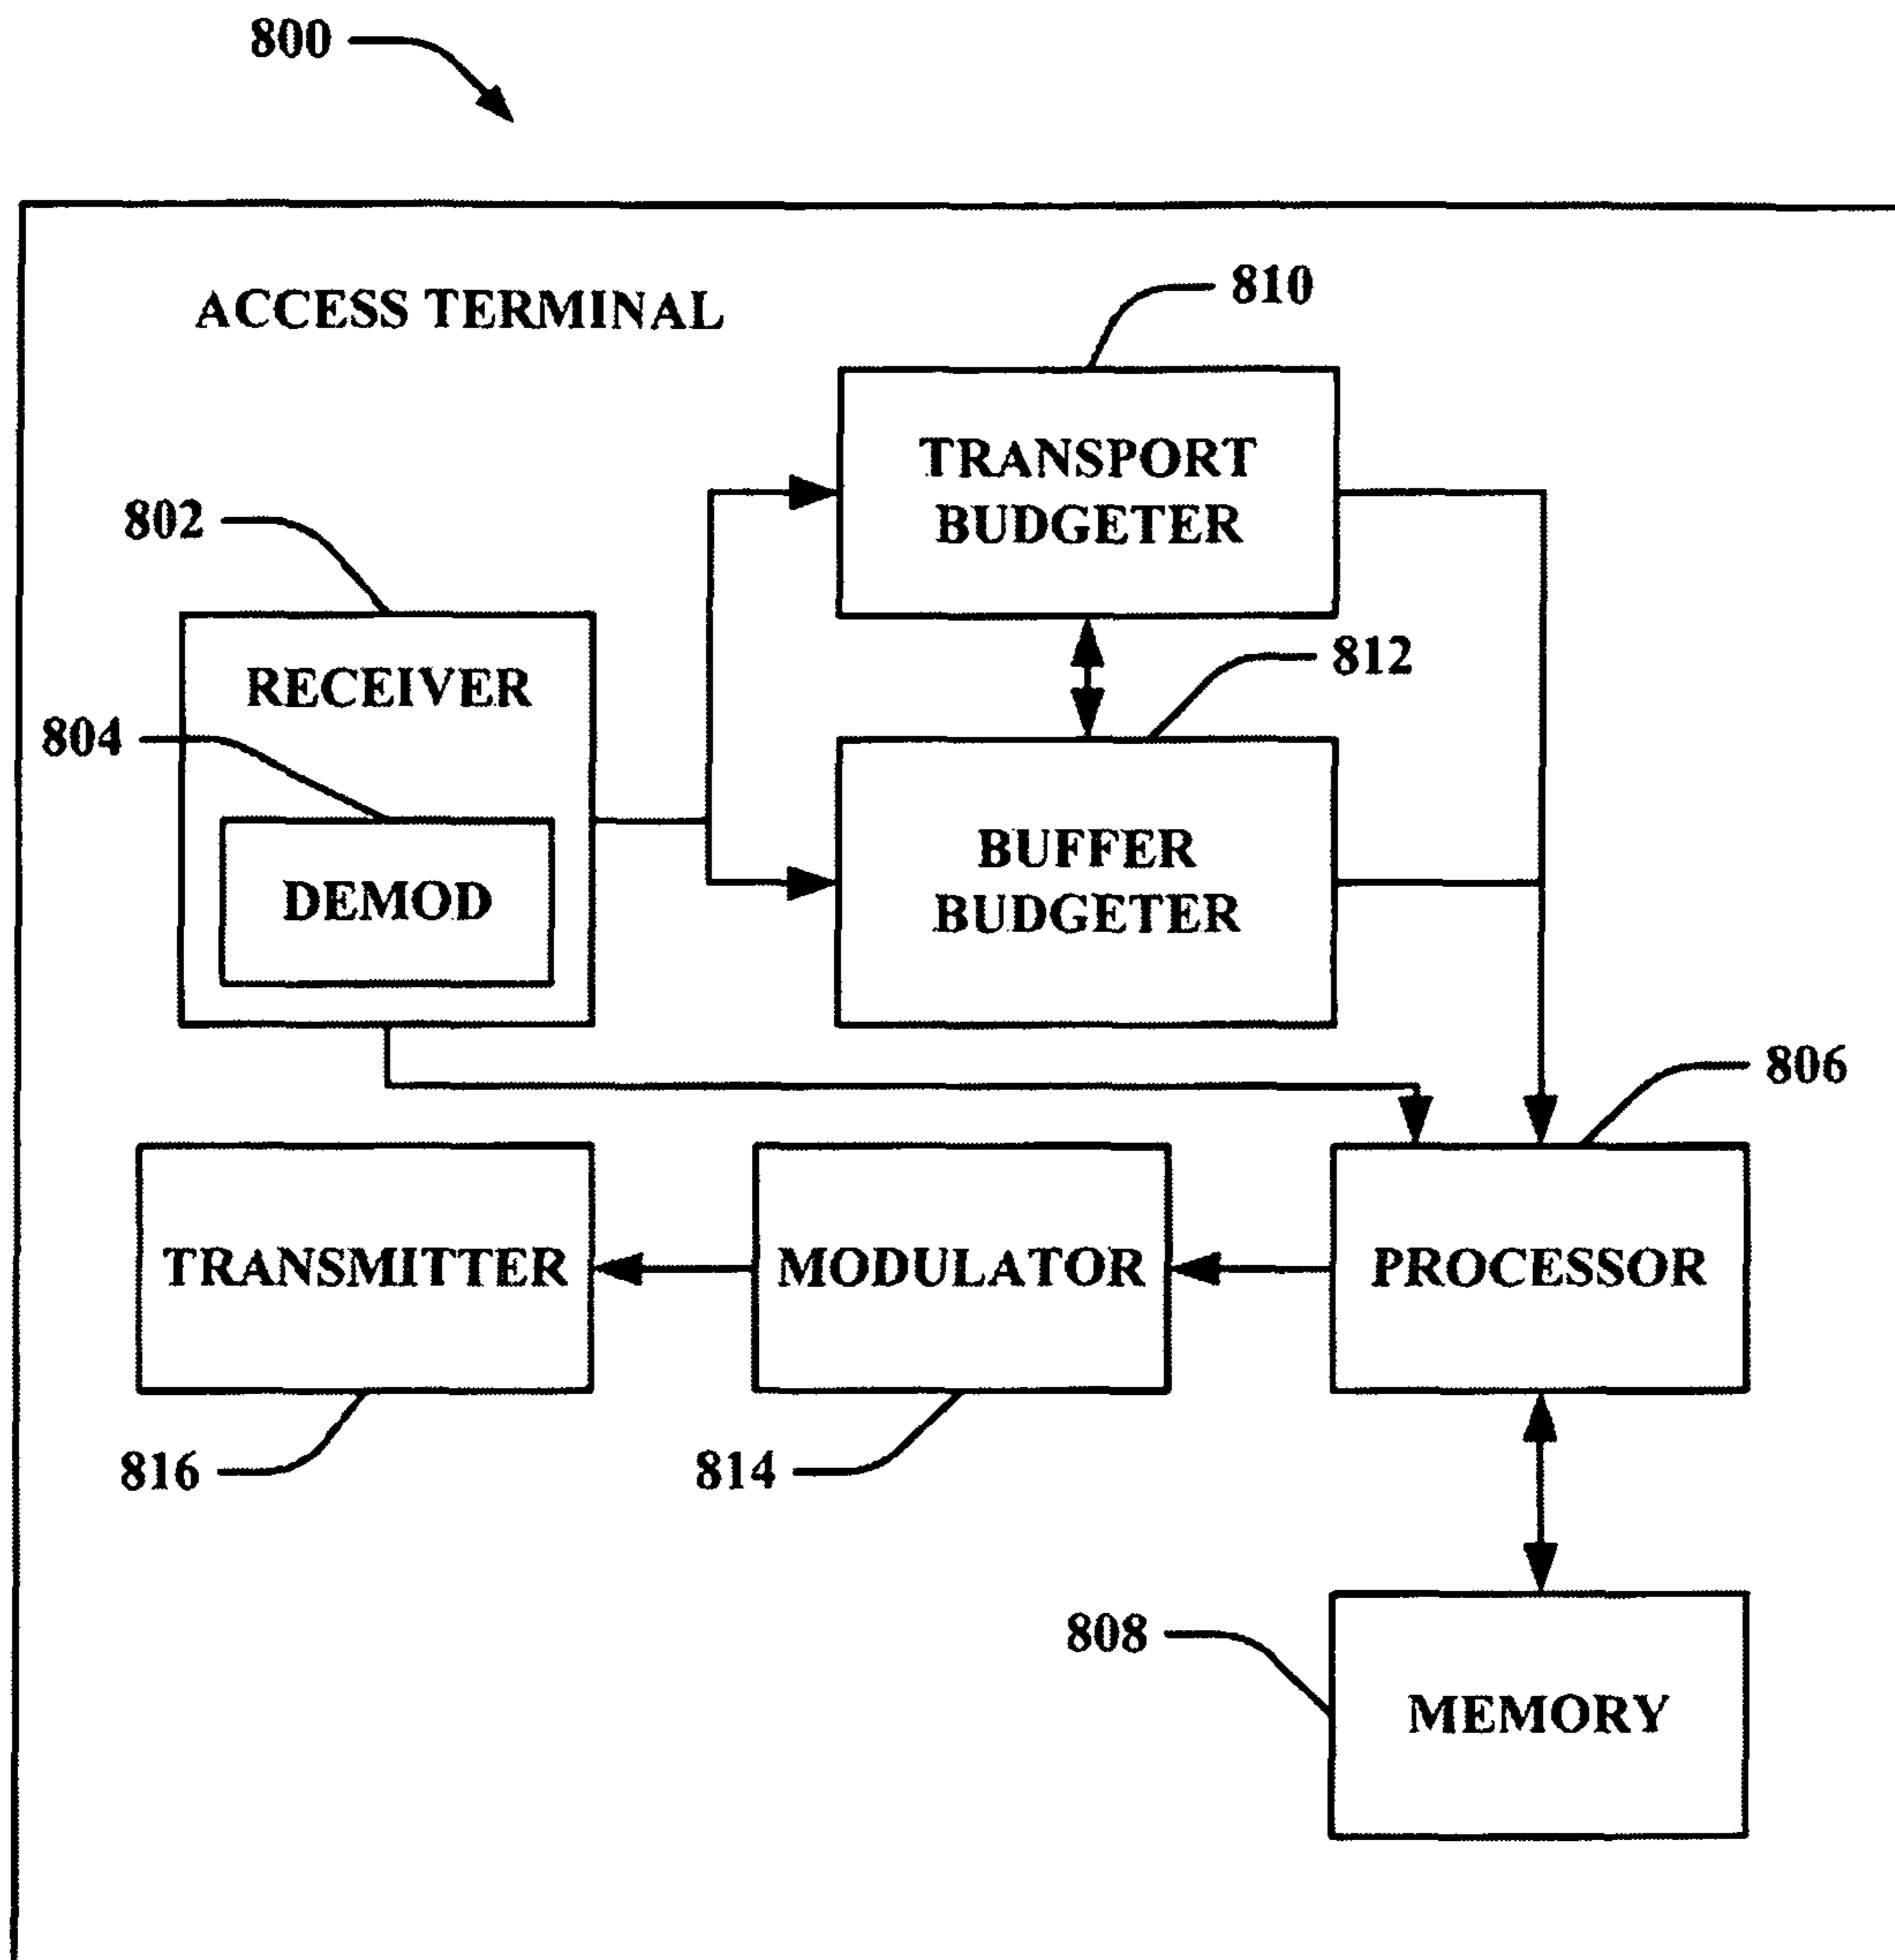 800
ACCESS TERMINAL
810
TRANSPORT
BUDGETER
802
812
RECEIVER
804
BUFFER
BUDGETER
DEMOD
806
TRANSMITTER
MODULATOR
PROCESSOR
816
814
808
MEMORY